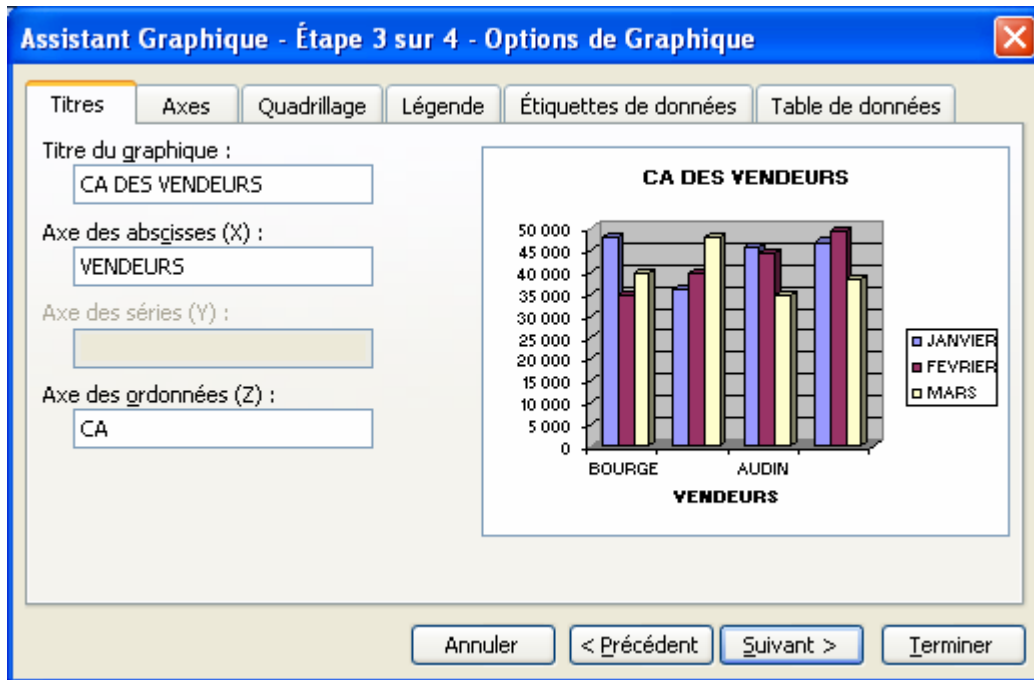 Assistant Graphique - Étape 3 sur 4 - Options de Graphique
Titres
Axes
Quadrillage
Légende
Étiquettes de données
Table de données
Titre du graphique :
CA DES VENDEURS
Axe des abscisses (X) :
VENDEURS
Axe des séries (Y) :
Axe des ordonnées (Z) :
CA
CA DES VENDEURS
50 000
45 000
40 000
35 000
30 000
25 000
20 000
15 000
10 000
5 000
0
BOURGE
AUDIN
VENDEURS
JANVIER
FEVRIER
MARS
Annuler
< Précédent
Suivant >
Terminer